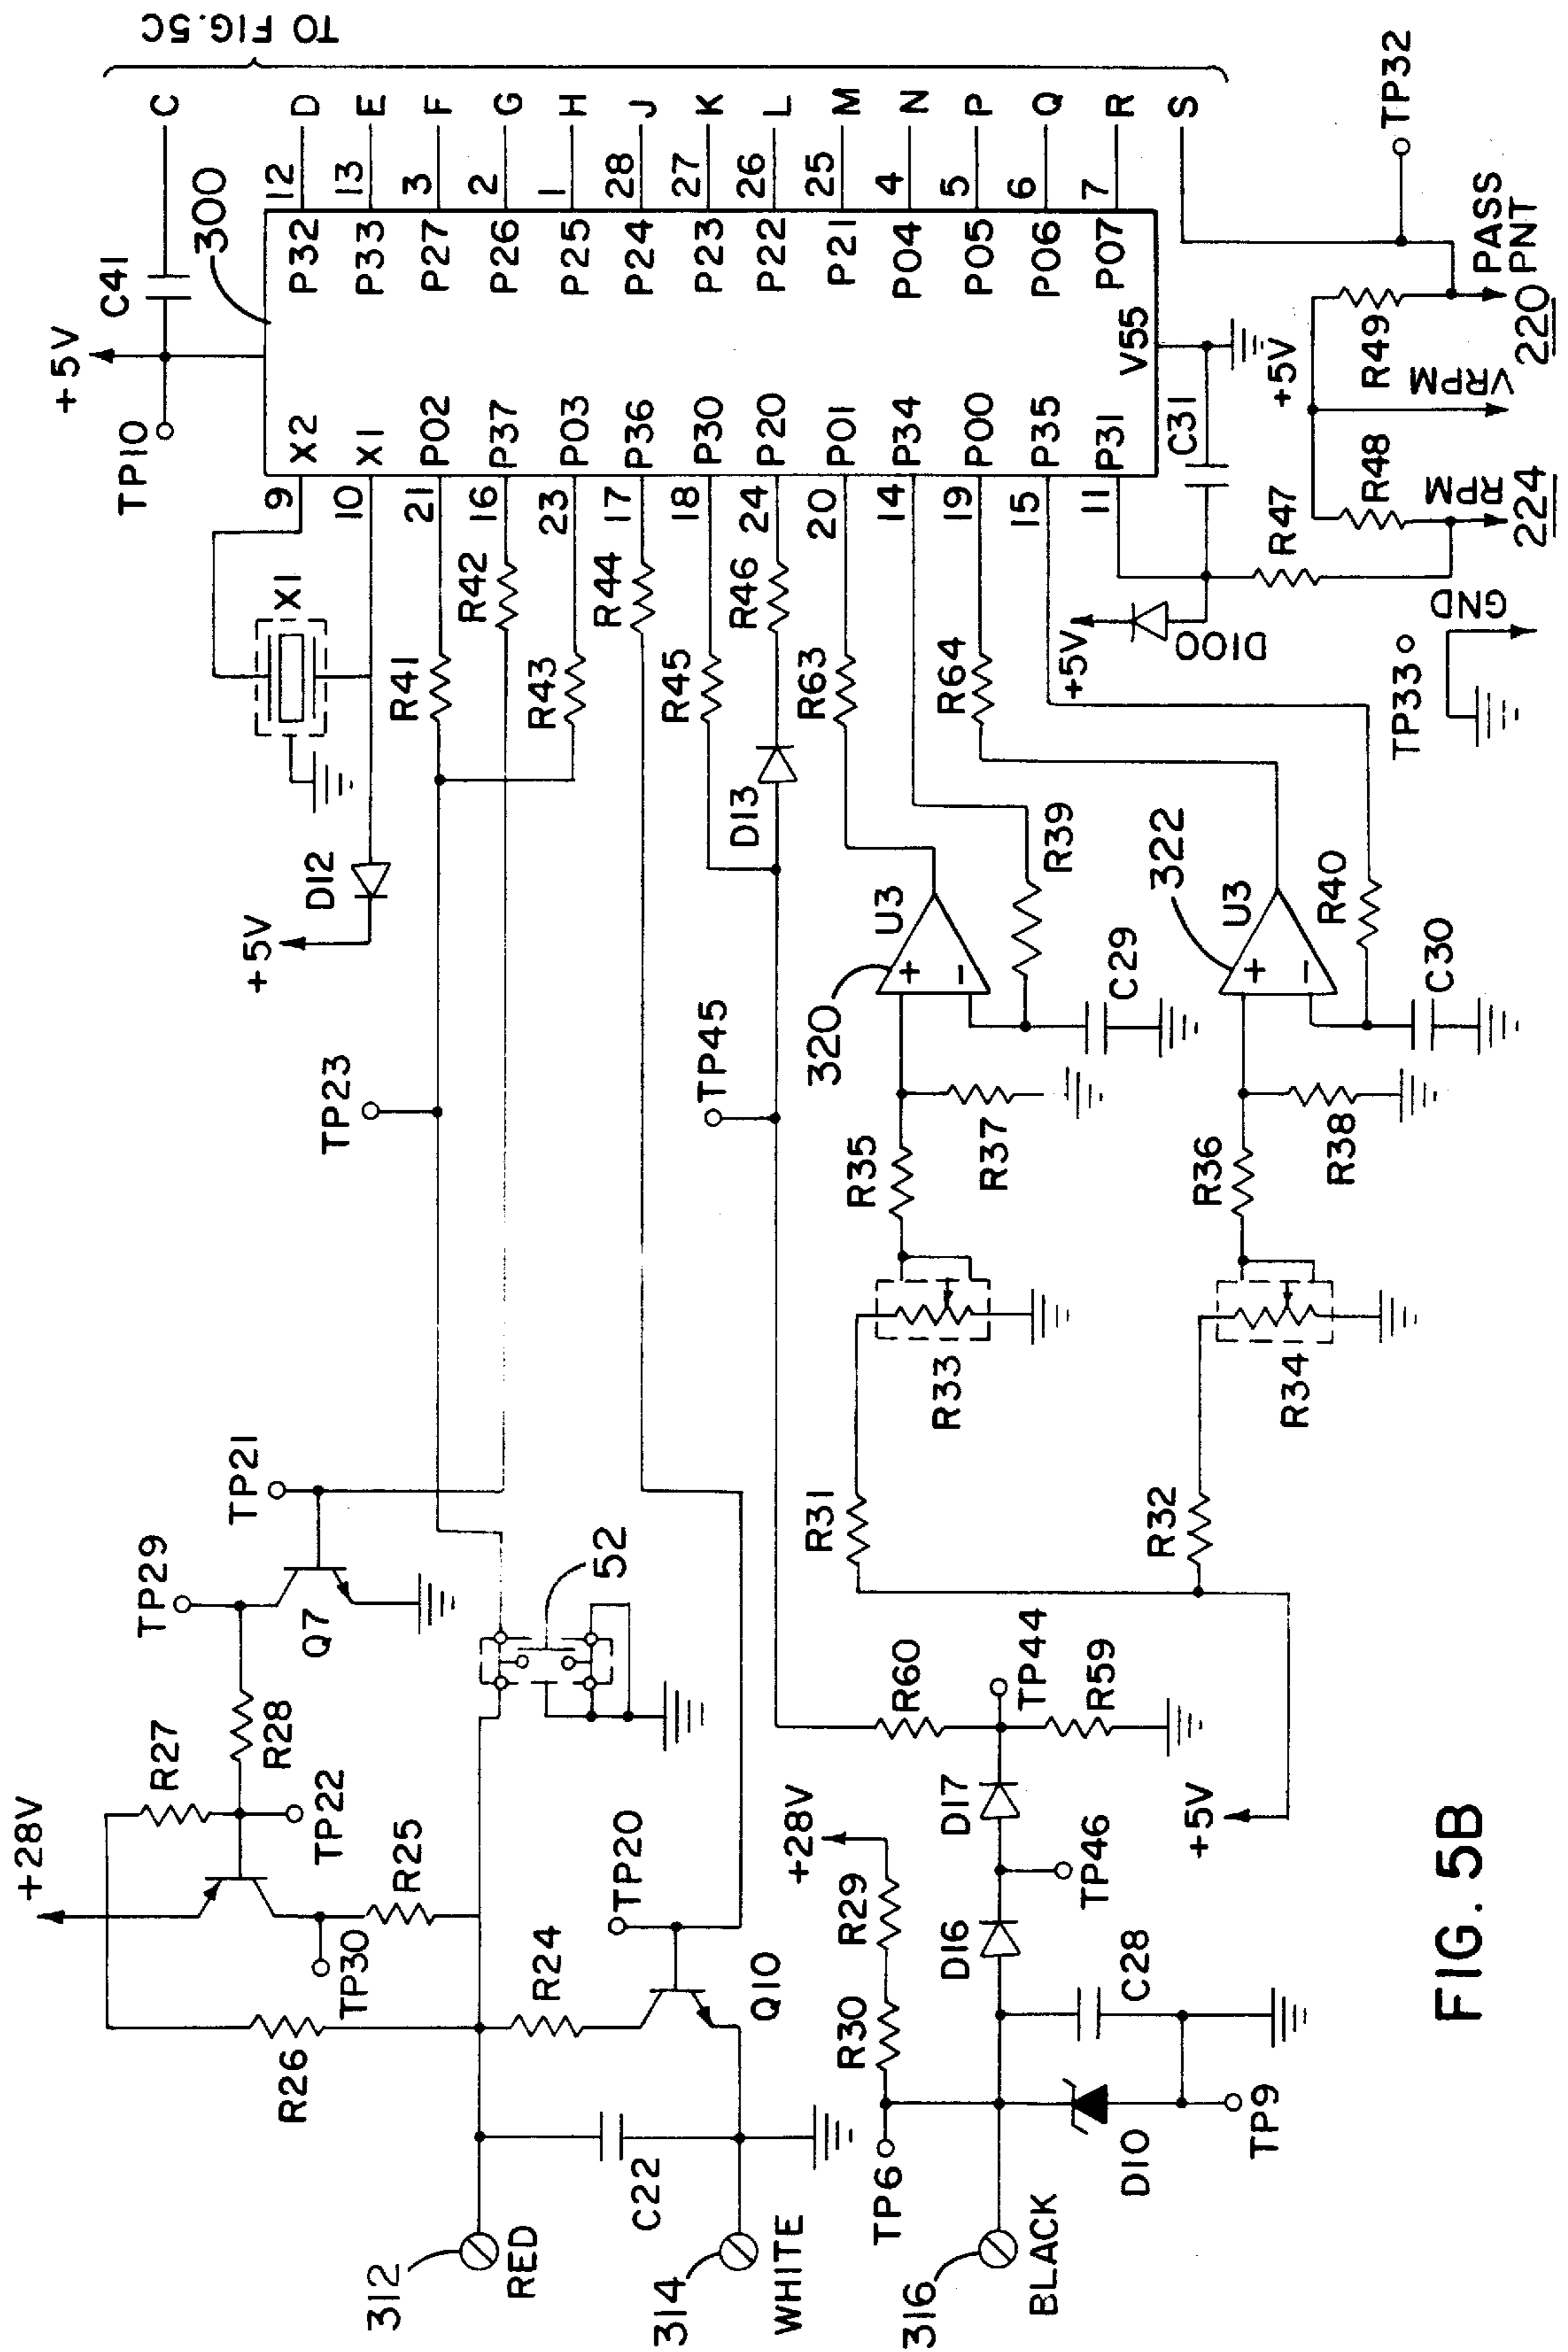 TO FIG.5C
C
C41
+5V
TP10
300
X2
9
P32
12
D
X1
10
P33
13
E
P02
21
P27
3
F
P37
16
P26
2
G
P03
23
P25
1
H
P36
17
P24
28
J
P30
18
P23
27
K
P20
24
P22
26
L
P01
20
P21
25
M
P34
14
P04
4
N
P00
19
P05
5
P
P35
15
P06
6
Q
P31
11
P07
7
R
V55
S
TP32
PASS
PNT
220
R49
+5V
VRPM
R48
RPM
224
R47
C31
+5V
D100
TP33
GND
X1
D12
+5V
R41
R42
R43
R44
R45
R46
D13
R63
R64
TP23
TP45
U3
+
-
320
R39
C29
U3
+
-
322
R40
C30
R35
R37
R36
R38
R33
R34
R31
R32
TP21
TP29
Q7
52
R28
R27
TP22
+28V
R25
TP30
R26
R24
TP20
Q10
C22
312
RED
314
WHITE
R60
TP44
R59
+28V
R29
R30
D17
TP46
D16
C28
+5V
TP6
D10
TP9
316
BLACK
FIG. 5B